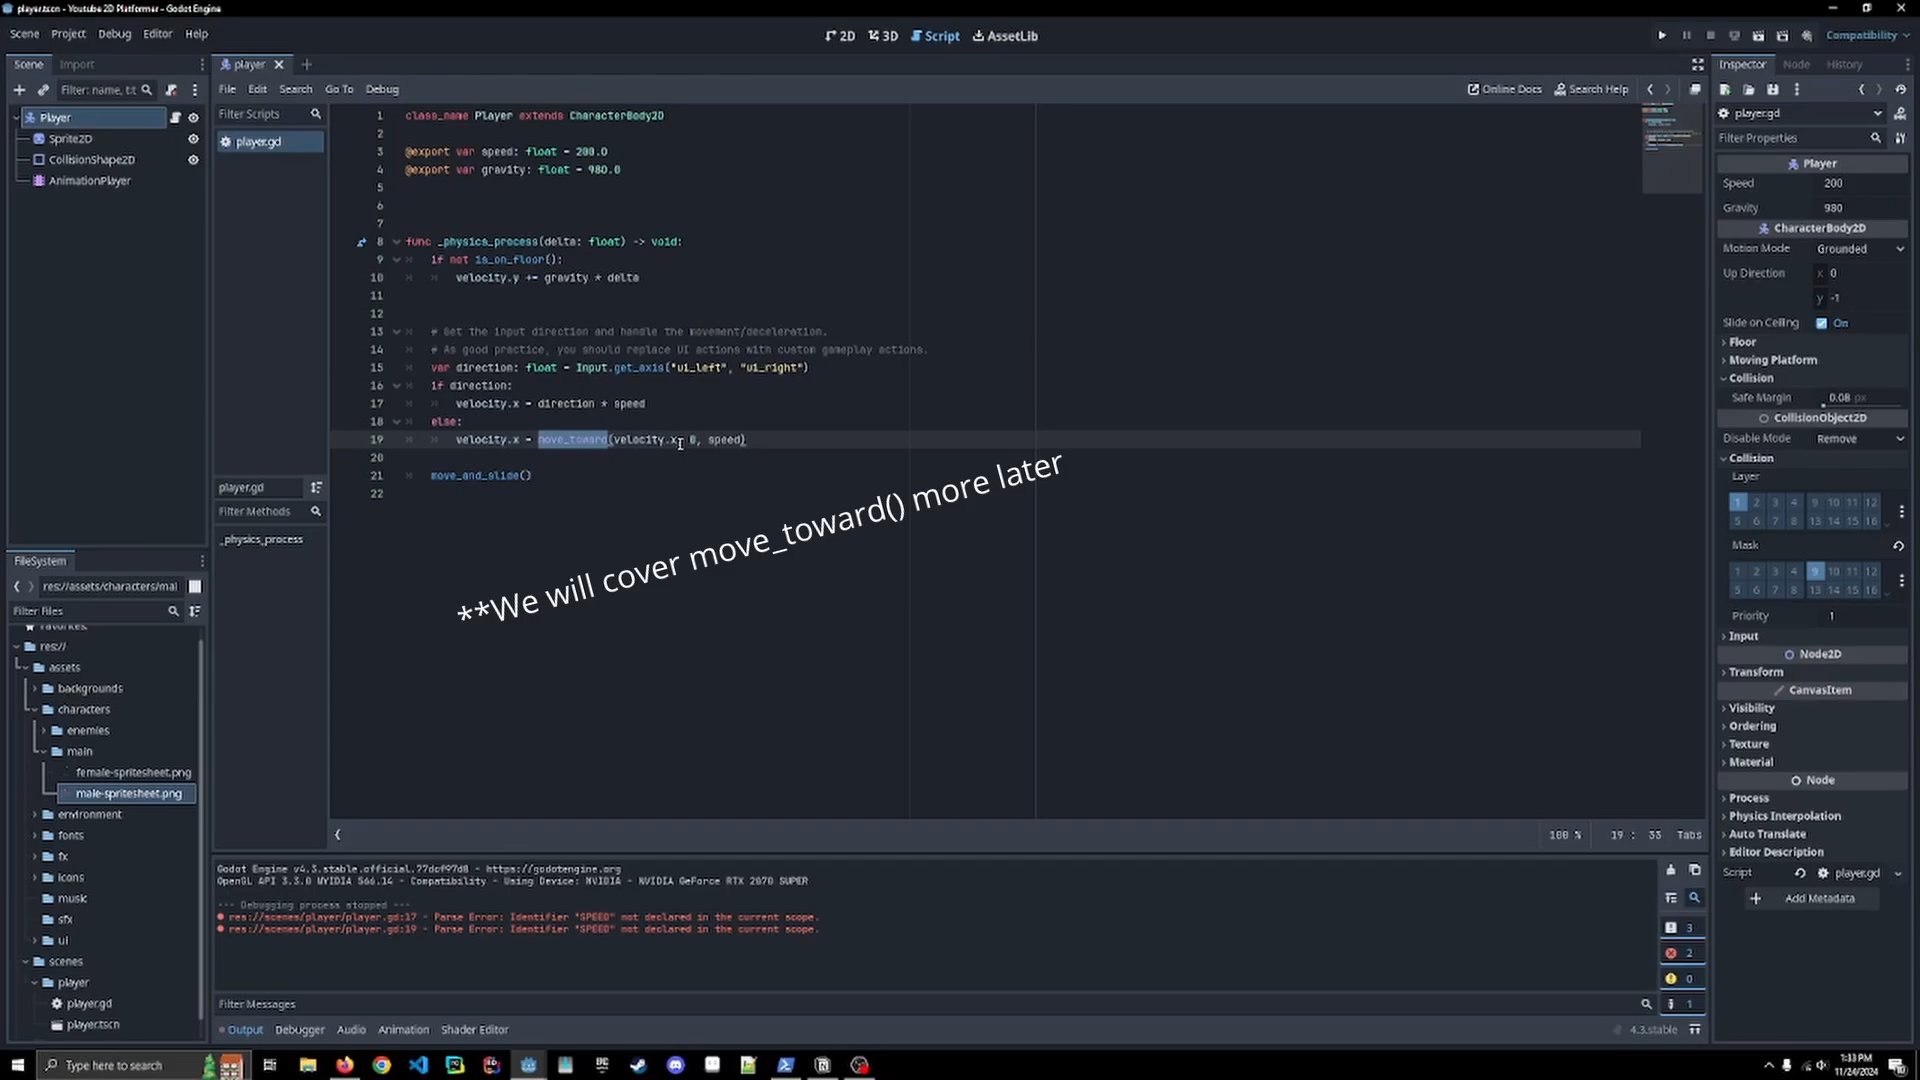 player.tscn - Youtube 2D Platformer - Godot Engine
Scene Project Debug Editor Help
2D 3D Script AssetLib
Compatibility
Scene Import
Filter: name, t:t
Player
Sprite2D
CollisionShape2D
AnimationPlayer
player
File Edit Search Go To Debug
Online Docs Search Help
Filter Scripts
player.gd
player.gd
Filter Methods
_physics_process
1 class_name Player extends CharacterBody2D
2
3 @export var speed: float = 200.0
4 @export var gravity: float = 980.0
5
6
7
8 func _physics_process(delta: float) -> void:
9 if not is_on_floor():
10 velocity.y += gravity * delta
11
12
13 # Get the input direction and handle the movement/deceleration.
14 # As good practice, you should replace UI actions with custom gameplay actions.
15 var direction: float = Input.get_axis("ui_left", "ui_right")
16 if direction:
17 velocity.x = direction * speed
18 else:
19 velocity.x = move_toward(velocity.x, 0, speed)
20
21 move_and_slide()
22
**We will cover move_toward() more later
100 % 19 : 33 Tabs
FileSystem
res://assets/characters/mai
Filter Files
Favorites:
res://
assets
backgrounds
characters
enemies
main
female-spritesheet.png
male-spritesheet.png
environment
fonts
fx
icons
music
sfx
ui
scenes
player
player.gd
player.tscn
Godot Engine v4.3.stable.official.77dcf97d8 - https://godotengine.org
OpenGL API 3.3.0 NVIDIA 566.14 - Compatibility - Using Device: NVIDIA - NVIDIA GeForce RTX 2070 SUPER
--- Debugging process stopped ---
res://scenes/player/player.gd:17 - Parse Error: Identifier "SPEED" not declared in the current scope.
res://scenes/player/player.gd:19 - Parse Error: Identifier "SPEED" not declared in the current scope.
3
2
0
1
Filter Messages
Output Debugger Audio Animation Shader Editor
4.3.stable
Inspector Node History
player.gd
Filter Properties
Player
Speed 200
Gravity 980
CharacterBody2D
Motion Mode Grounded
Up Direction x 0
y -1
Slide on Ceiling On
Floor
Moving Platform
Collision
Safe Margin 0.08 px
CollisionObject2D
Disable Mode Remove
Collision
Layer
1 2 3 4 9 10 11 12
5 6 7 8 13 14 15 16
Mask
1 2 3 4 9 10 11 12
5 6 7 8 13 14 15 16
Priority 1
Input
Node2D
Transform
CanvasItem
Visibility
Ordering
Texture
Material
Node
Process
Physics Interpolation
Auto Translate
Editor Description
Script player.gd
Add Metadata
Type here to search
1:33 PM
11/24/2024